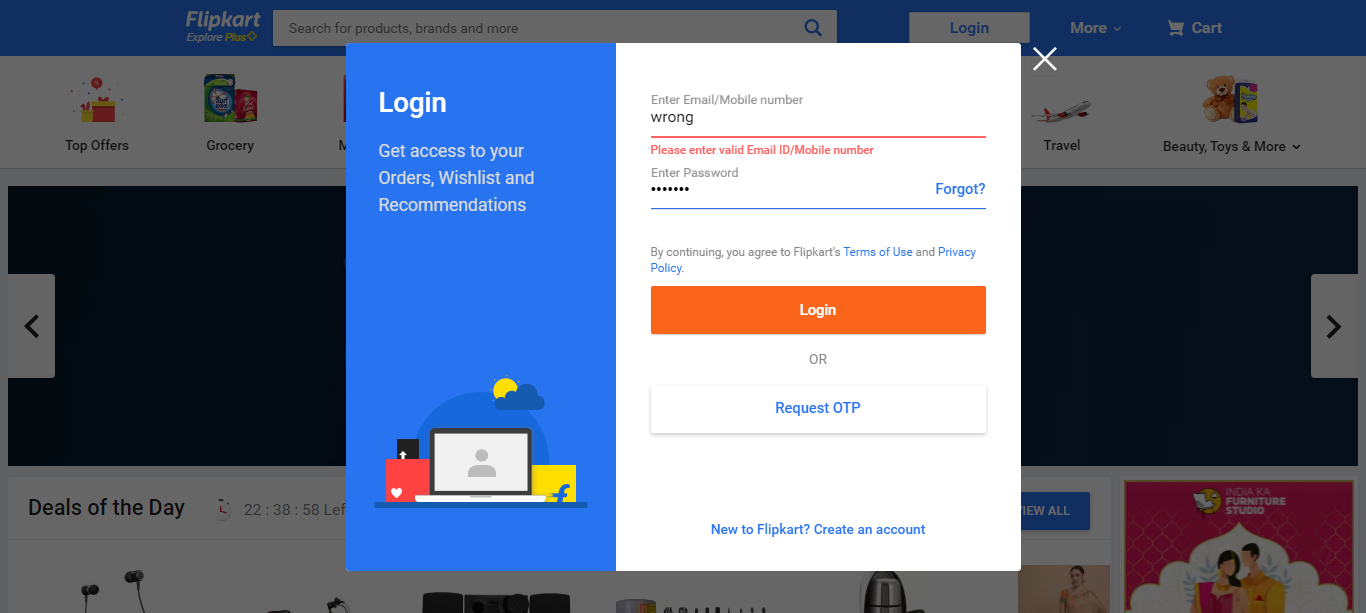 Flipkart
Explore Plus
Search for products, brands and more
Login
More
Cart
Top Offers
Grocery
M
Travel
Beauty, Toys & More
Login
Get access to your
Orders, Wishlist and
Recommendations
Enter Email/Mobile number
wrong
Please enter valid Email ID/Mobile number
Enter Password
•••••••
Forgot?
By continuing, you agree to Flipkart's Terms of Use and Privacy
Policy.
Login
OR
Request OTP
New to Flipkart? Create an account
Deals of the Day
22 : 38 : 58 Lef
IEW ALL
INDIA KA
FURNITURE
STUDIO